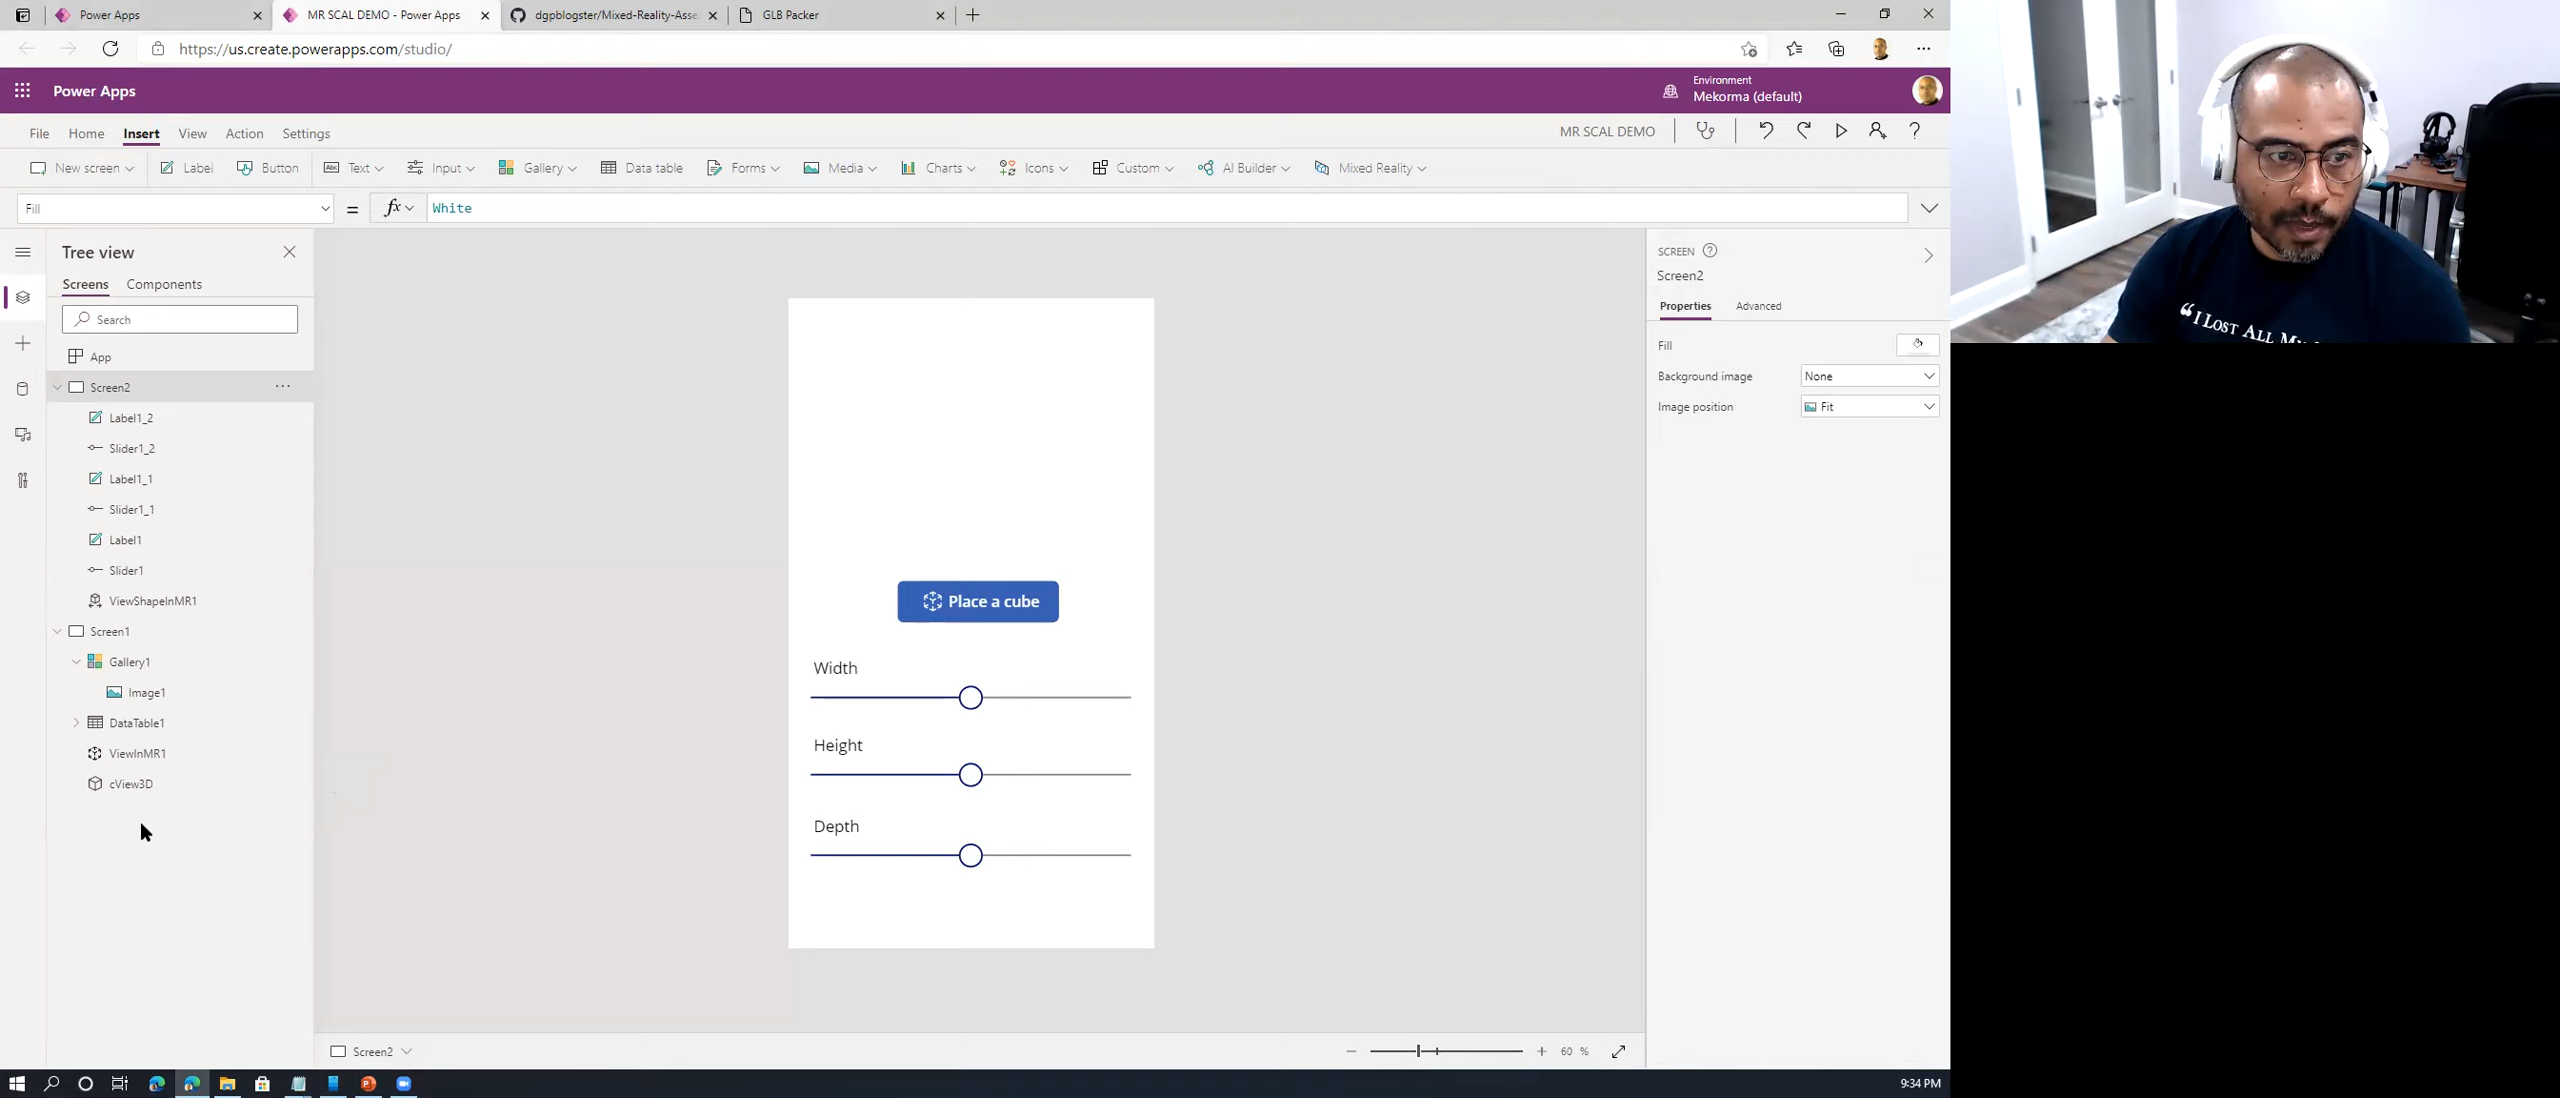 Power Apps
MR SCAL DEMO - Power Apps
dgpblogster/Mixed-Reality-Asse
GLB Packer
https://us.create.powerapps.com/studio/
Power Apps
Environment
Mekorma (default)
File Home Insert View Action Settings
MR SCAL DEMO
New screen Label Button Text Input Gallery Data table Forms Media Charts Icons Custom AI Builder Mixed Reality
Fill = fx White
Tree view
Screens Components
Search
App
Screen2
Label1_2
Slider1_2
Label1_1
Slider1_1
Label1
Slider1
ViewShapeInMR1
Screen1
Gallery1
Image1
DataTable1
ViewInMR1
cView3D
Place a cube
Width
Height
Depth
SCREEN
Screen2
Properties Advanced
Fill
Background image None
Image position Fit
Screen2
60 %
9:34 PM
“I LOST ALL MY